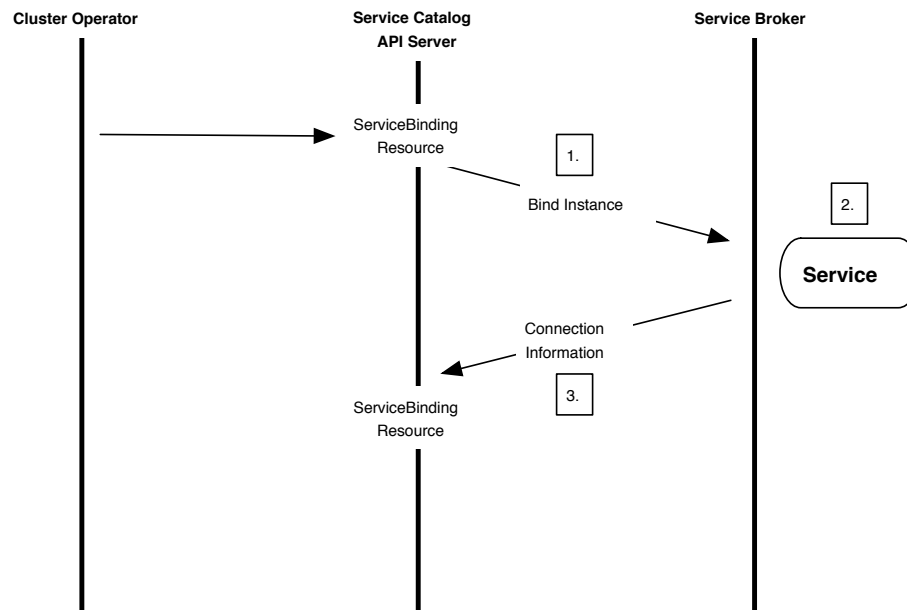 Cluster Operator
Service Catalog
API Server
Service Broker
ServiceBinding
Resource
1.
Bind Instance
2.
Service
Connection
Information
3.
ServiceBinding
Resource